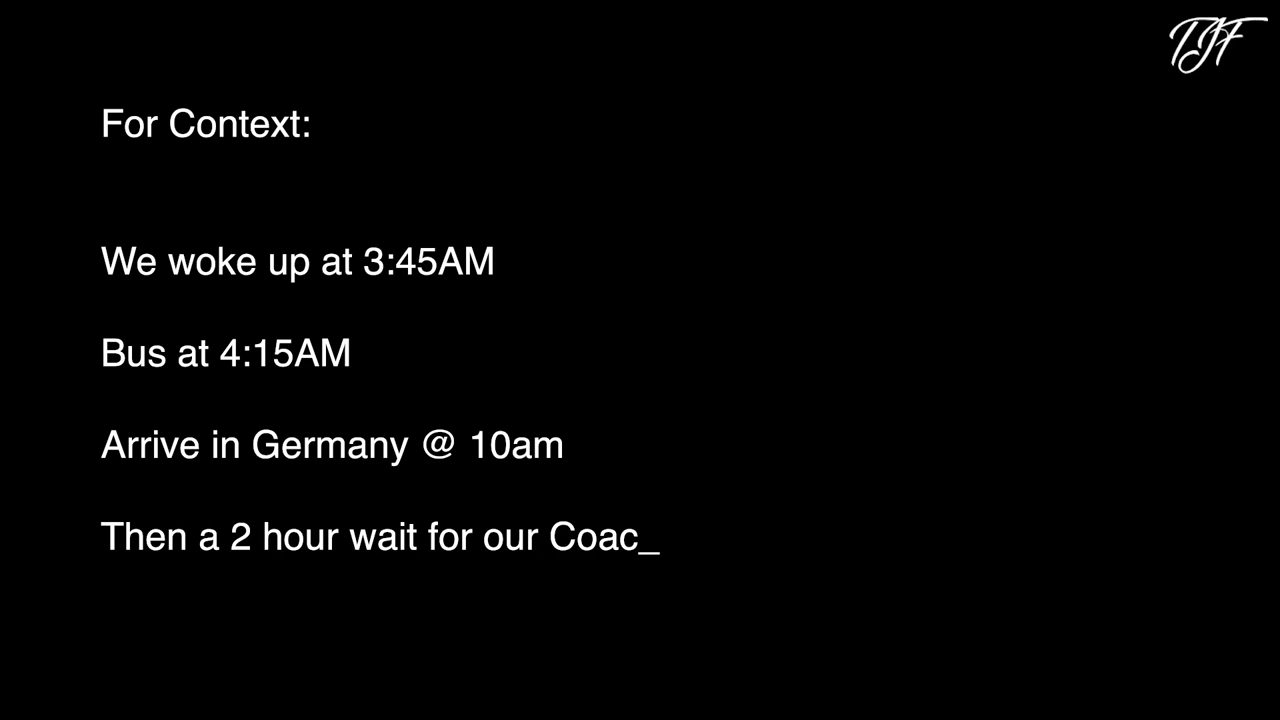 TJF
For Context:
We woke up at 3:45AM
Bus at 4:15AM
Arrive in Germany @ 10am
Then a 2 hour wait for our Coac_